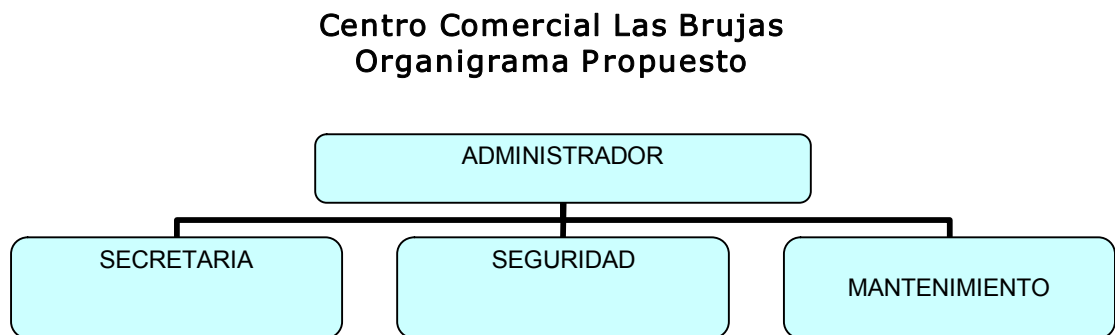 Centro Comercial Las Brujas
Organigrama Propuesto
ADMINISTRADOR
SECRETARIA
SEGURIDAD
MANTENIMIENTO